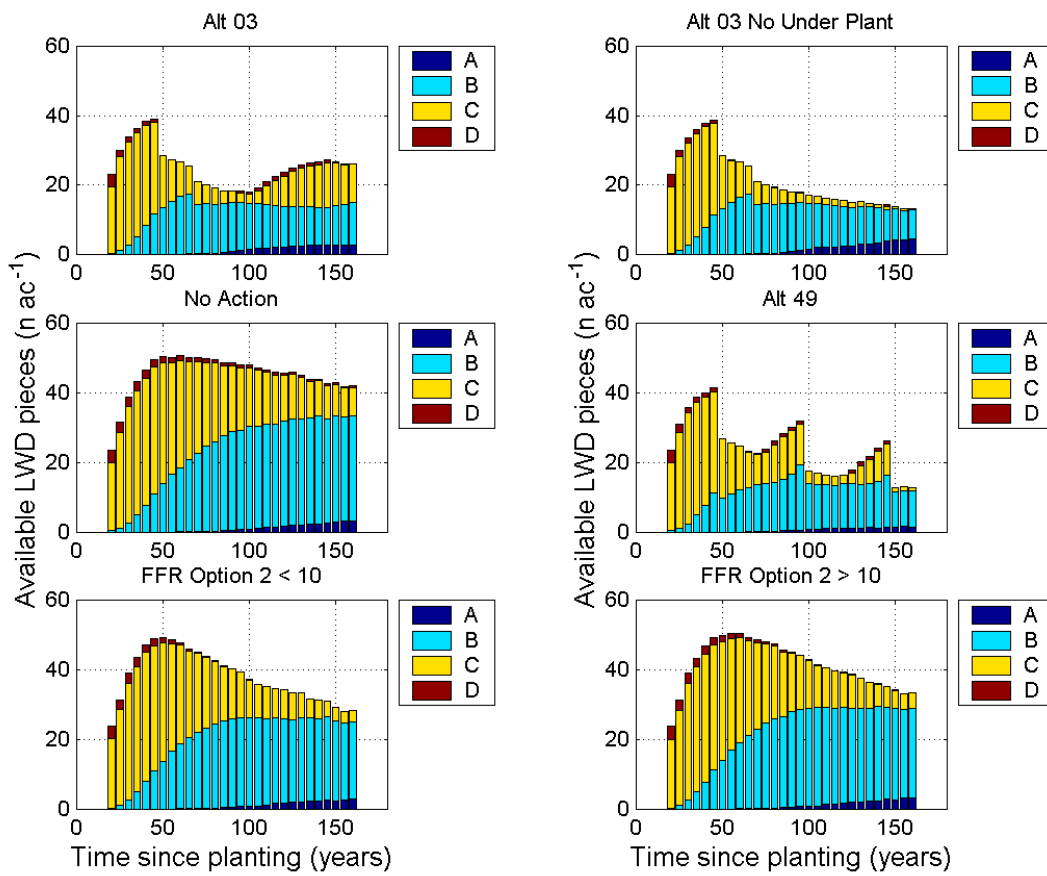 Alt 03
60
40
20
0
0 50 100 150
A
B
C
D
Alt 03 No Under Plant
60
40
20
0
0 50 100 150
A
B
C
D
No Action
60
40
20
0
0 50 100 150
A
B
C
D
Alt 49
60
40
20
0
0 50 100 150
A
B
C
D
FFR Option 2 < 10
60
40
20
0
0 50 100 150
A
B
C
D
FFR Option 2 > 10
60
40
20
0
0 50 100 150
A
B
C
D
Available LWD pieces (n ac⁻¹)
Available LWD pieces (n ac⁻¹)
Time since planting (years)
Time since planting (years)